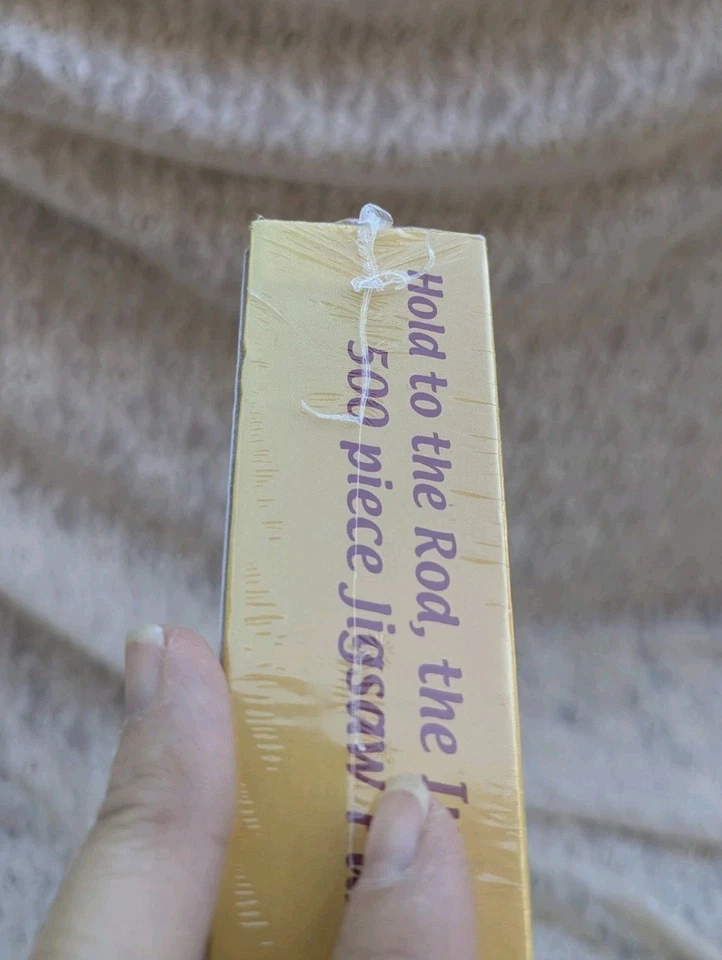 Hold to the Rod, the
500 piece Jigsaw